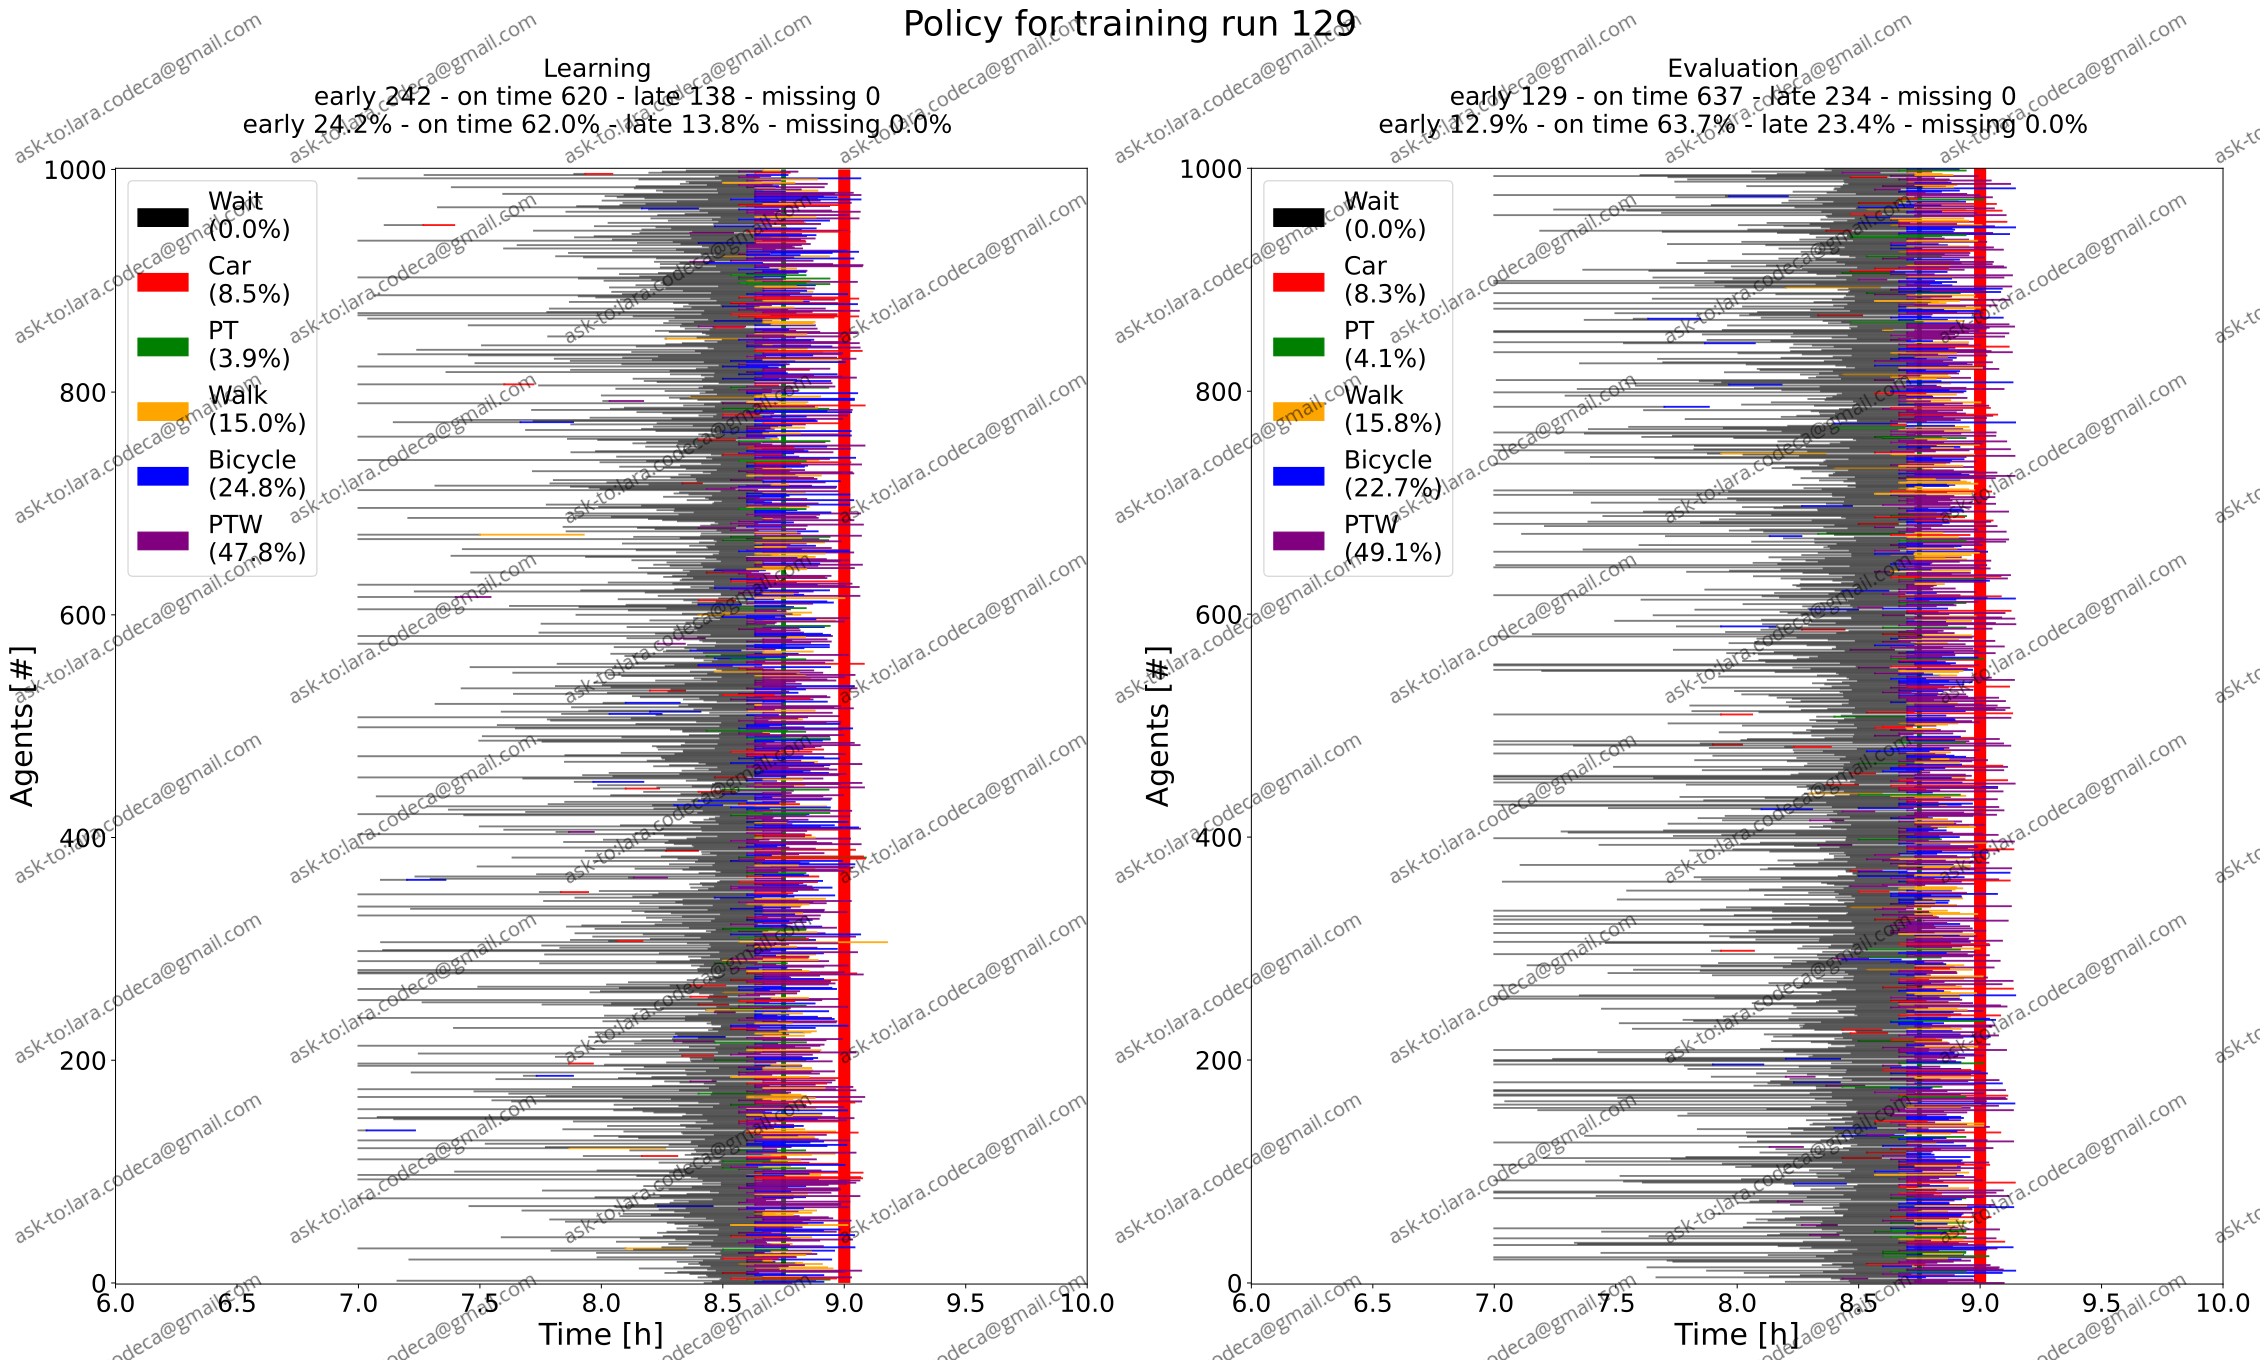 Policy for training run 129
Learning
early 242 - on time 620 - late 138 - missing 0
early 24.2% - on time 62.0% - late 13.8% - missing 0.0%
Wait
(0.0%)
Car
(8.5%)
PT
(3.9%)
Walk
(15.0%)
Bicycle
(24.8%)
PTW
(47.8%)
1000
800
600
400
200
0
Agents [#]
6.0 6.5 7.0 7.5 8.0 8.5 9.0 9.5 10.0
Time [h]
Evaluation
early 129 - on time 637 - late 234 - missing 0
early 12.9% - on time 63.7% - late 23.4% - missing 0.0%
Wait
(0.0%)
Car
(8.3%)
PT
(4.1%)
Walk
(15.8%)
Bicycle
(22.7%)
PTW
(49.1%)
1000
800
600
400
200
0
Agents [#]
6.0 6.5 7.0 7.5 8.0 8.5 9.0 9.5 10.0
Time [h]
ask-to:lara.codeca@gmail.com